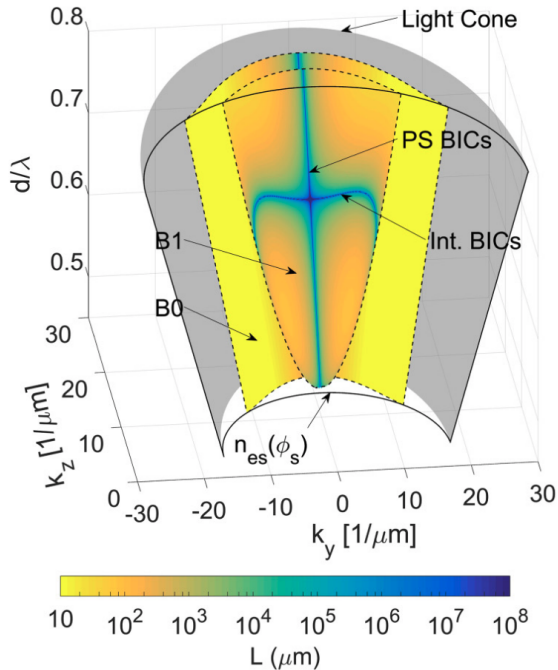 0.8
Light Cone
0.7
PS BICs
d/λ
0.6
Int. BICs
B1
0.5
B0
30
20
n_es(ϕ_s)
k_z [1/μm]
10
0
-30
-20
-10
0
10
20
30
k_y [1/μm]
10 10^2 10^3 10^4 10^5 10^6 10^7 10^8
L (μm)